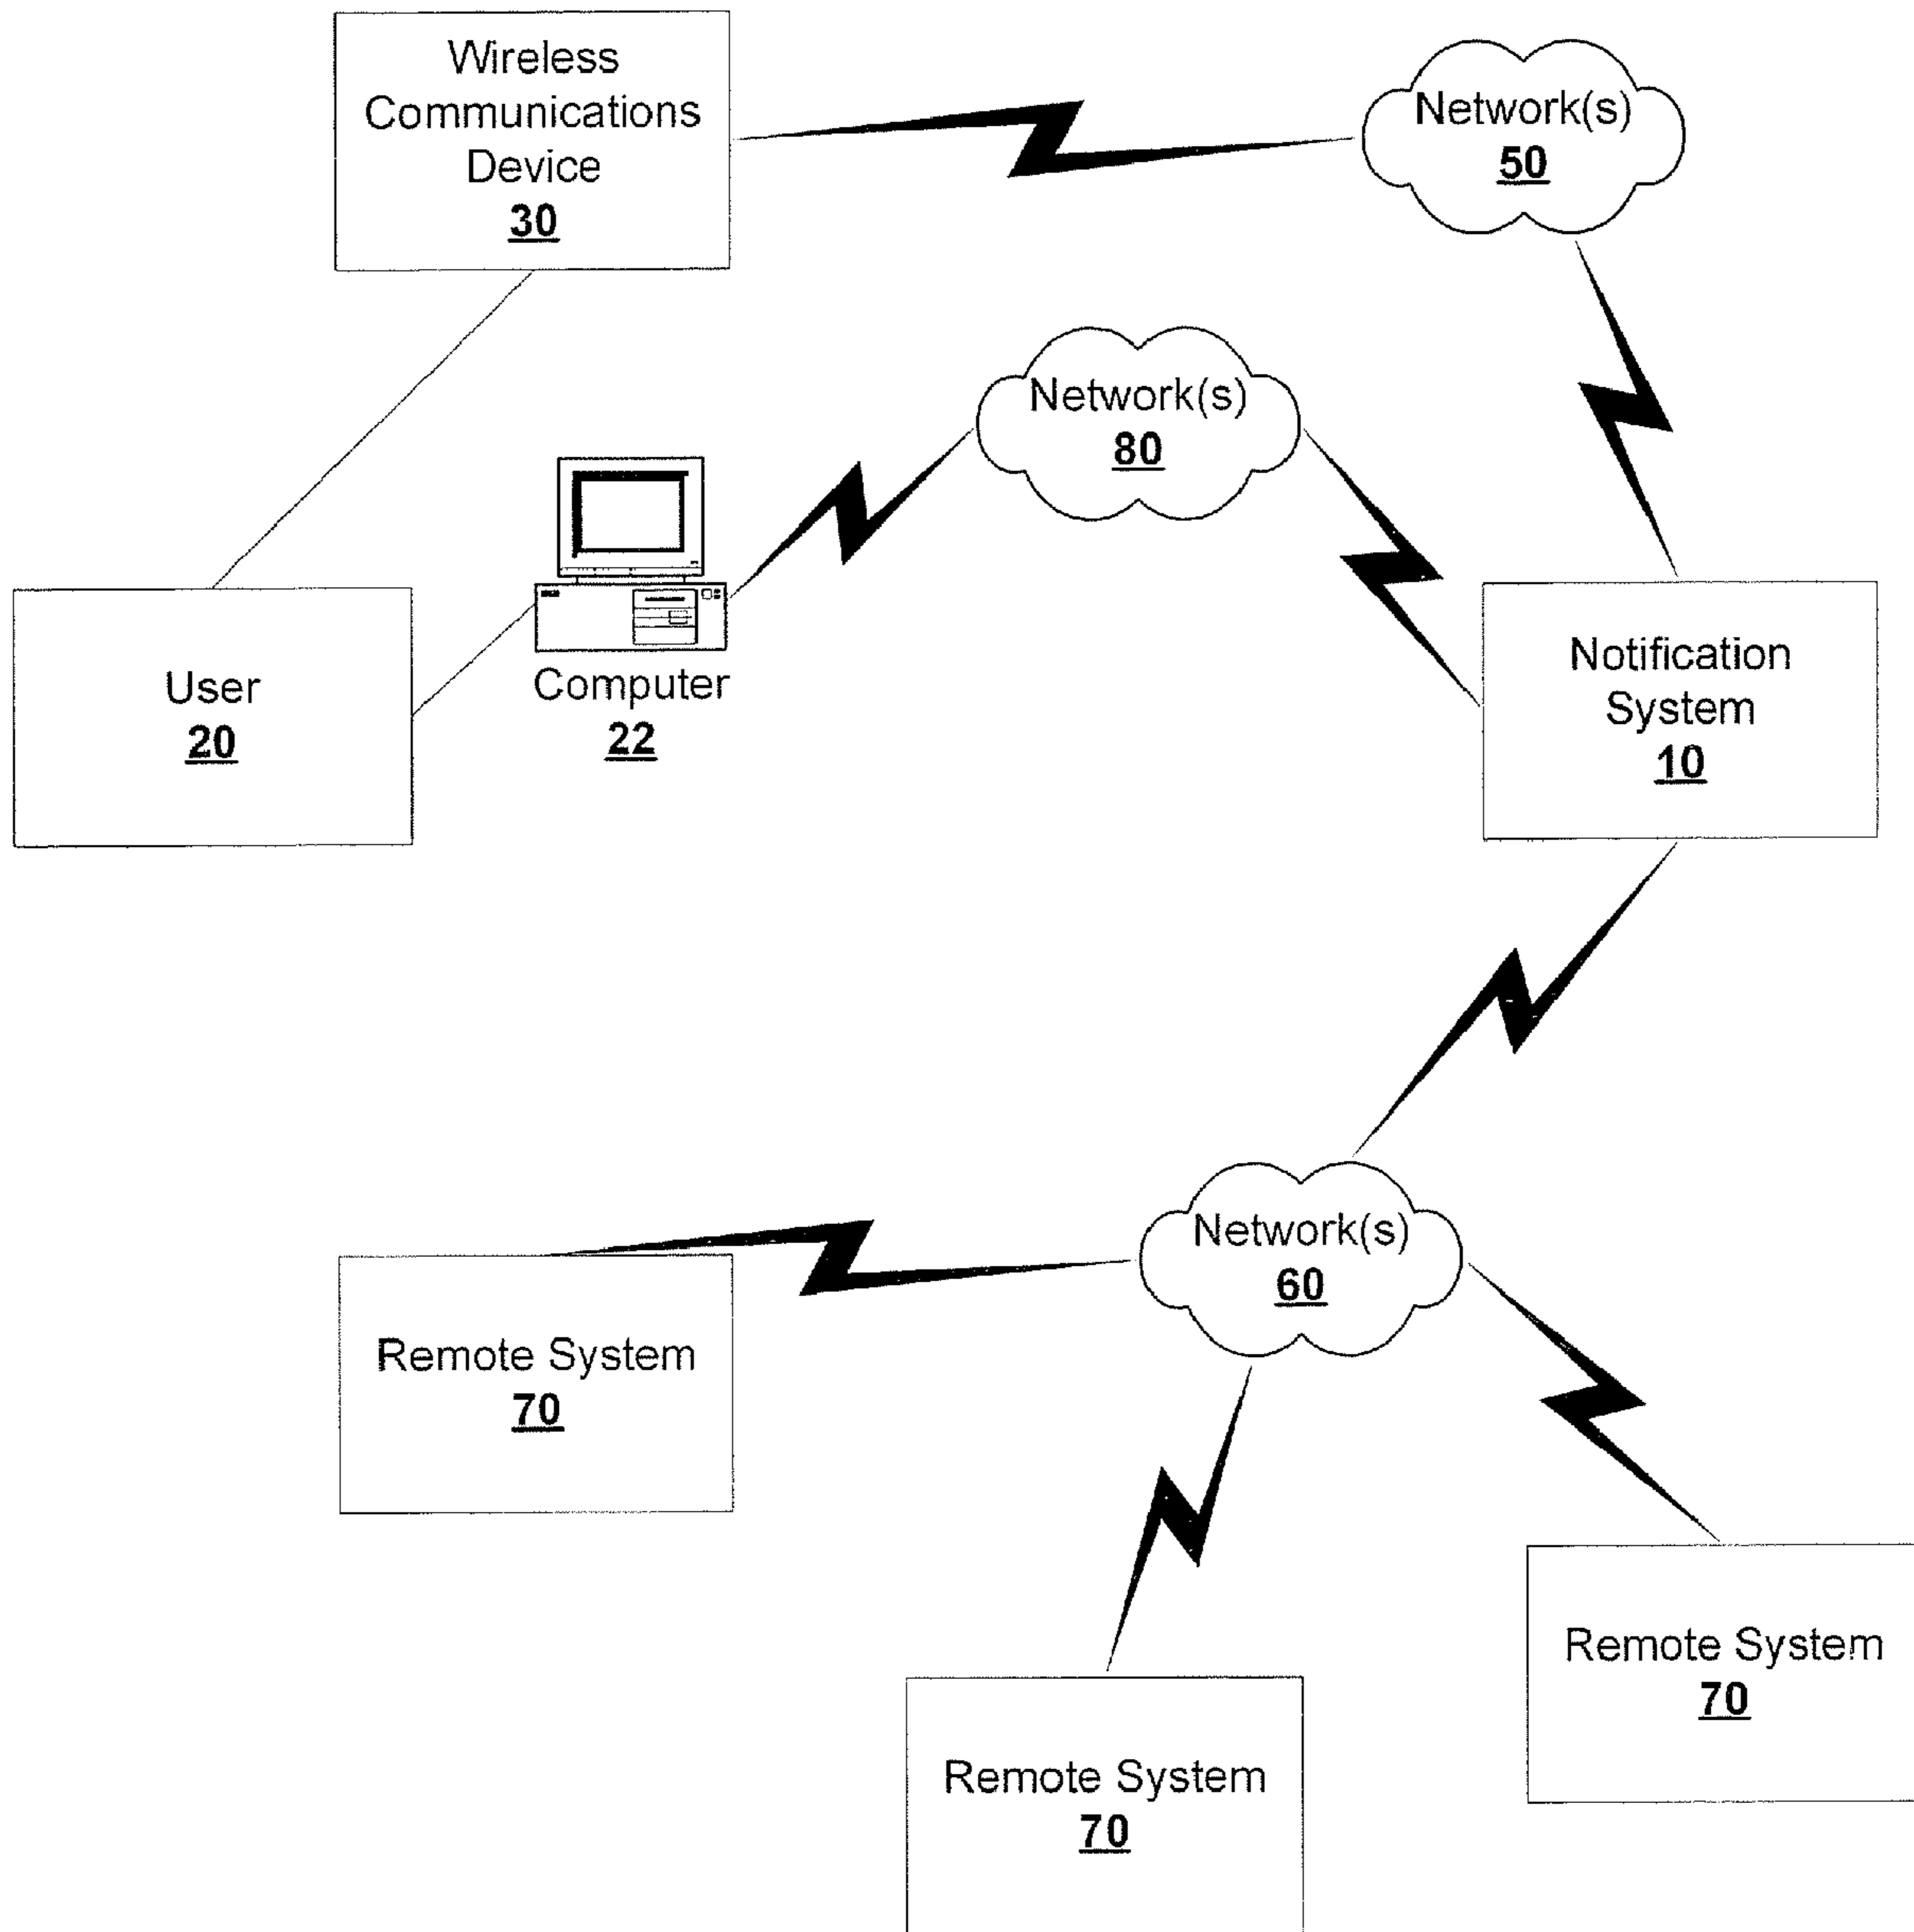 Wireless
Communications
Device
30
Network(s)
50
Network(s)
80
User
20
Computer
22
Notification
System
10
Network(s)
60
Remote System
70
Remote System
70
Remote System
70